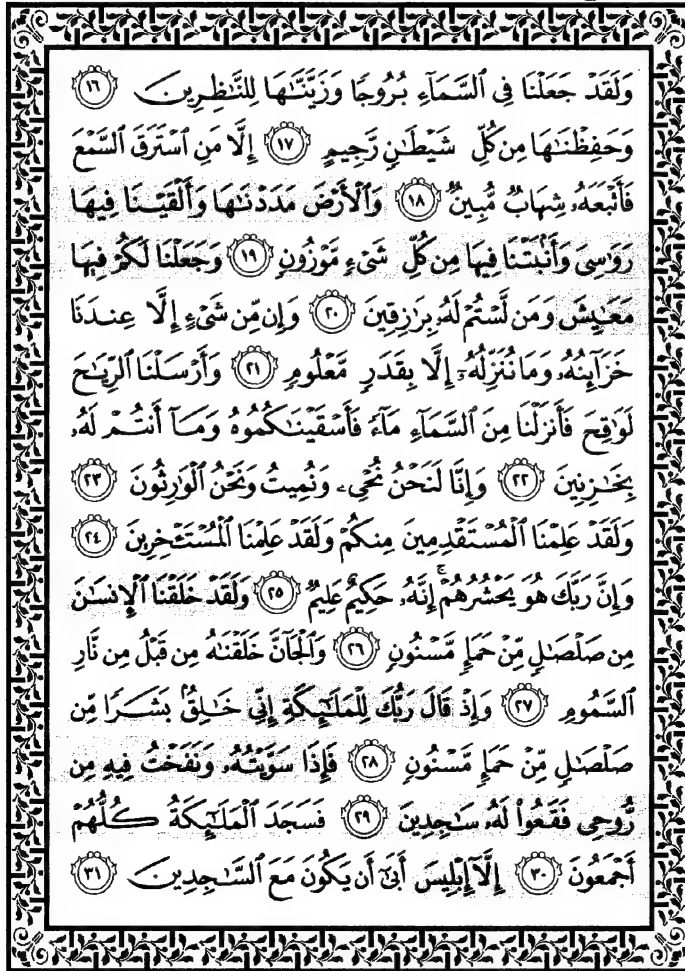 وَلَقَدْ جَعَلْنَا فِى ٱلسَّمَآءِ بُرُوجًا وَزَيَّنَّـٰهَا لِلنَّـٰظِرِينَ ١٦
وَحَفِظْنَـٰهَا مِن كُلِّ شَيْطَـٰنٍ رَّجِيمٍ ١٧ إِلَّا مَنِ ٱسْتَرَقَ ٱلسَّمْعَ
فَأَتْبَعَهُۥ شِهَابٌ مُّبِينٌ ١٨ وَٱلْأَرْضَ مَدَدْنَـٰهَا وَأَلْقَيْنَا فِيهَا
رَوَٰسِىَ وَأَنۢبَتْنَا فِيهَا مِن كُلِّ شَىْءٍ مَّوْزُونٍ ١٩ وَجَعَلْنَا لَكُمْ فِيهَا
مَعَـٰيِشَ وَمَن لَّسْتُمْ لَهُۥ بِرَٰزِقِينَ ٢٠ وَإِن مِّن شَىْءٍ إِلَّا عِندَنَا
خَزَآئِنُهُۥ وَمَا نُنَزِّلُهُۥٓ إِلَّا بِقَدَرٍ مَّعْلُومٍ ٢١ وَأَرْسَلْنَا ٱلرِّيَـٰحَ
لَوَٰقِحَ فَأَنزَلْنَا مِنَ ٱلسَّمَآءِ مَآءً فَأَسْقَيْنَـٰكُمُوهُ وَمَآ أَنتُمْ لَهُۥ
بِخَـٰزِنِينَ ٢٢ وَإِنَّا لَنَحْنُ نُحْىِۦ وَنُمِيتُ وَنَحْنُ ٱلْوَٰرِثُونَ ٢٣
وَلَقَدْ عَلِمْنَا ٱلْمُسْتَقْدِمِينَ مِنكُمْ وَلَقَدْ عَلِمْنَا ٱلْمُسْتَـْٔخِرِينَ ٢٤
وَإِنَّ رَبَّكَ هُوَ يَحْشُرُهُمْ ۚ إِنَّهُۥ حَكِيمٌ عَلِيمٌ ٢٥ وَلَقَدْ خَلَقْنَا ٱلْإِنسَـٰنَ
مِن صَلْصَـٰلٍ مِّنْ حَمَإٍ مَّسْنُونٍ ٢٦ وَٱلْجَآنَّ خَلَقْنَـٰهُ مِن قَبْلُ مِن نَّارِ
ٱلسَّمُومِ ٢٧ وَإِذْ قَالَ رَبُّكَ لِلْمَلَـٰٓئِكَةِ إِنِّى خَـٰلِقٌۢ بَشَرًا مِّن
صَلْصَـٰلٍ مِّنْ حَمَإٍ مَّسْنُونٍ ٢٨ فَإِذَا سَوَّيْتُهُۥ وَنَفَخْتُ فِيهِ مِن
رُّوحِى فَقَعُوا۟ لَهُۥ سَـٰجِدِينَ ٢٩ فَسَجَدَ ٱلْمَلَـٰٓئِكَةُ كُلُّهُمْ
أَجْمَعُونَ ٣٠ إِلَّآ إِبْلِيسَ أَبَىٰٓ أَن يَكُونَ مَعَ ٱلسَّـٰجِدِينَ ٣١